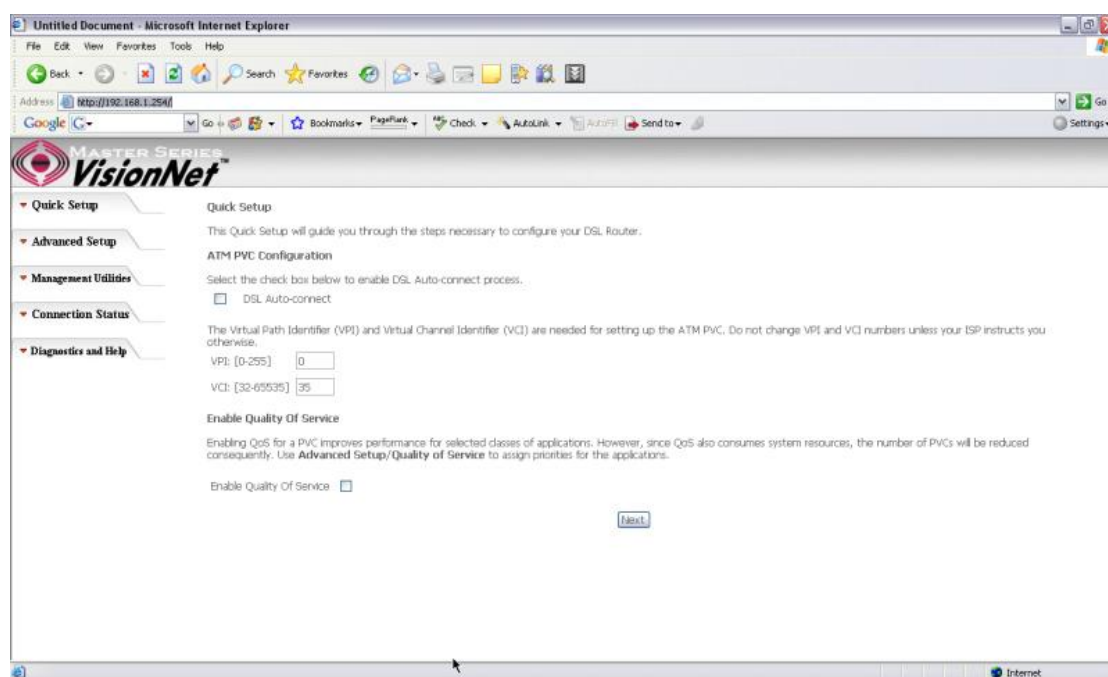 Untitled Document - Microsoft Internet Explorer
File Edit View Favorites Tools Help
Back Search Favorites
Address http://192.168.1.254/ Go
Google G Go Bookmarks PageRank Check AutoLink AutoFill Send to Settings
MASTER SERIES
VisionNet™
Quick Setup
Advanced Setup
Management Utilities
Connection Status
Diagnostics and Help
Quick Setup
This Quick Setup will guide you through the steps necessary to configure your DSL Router.
ATM PVC Configuration
Select the check box below to enable DSL Auto-connect process.
DSL Auto-connect
The Virtual Path Identifier (VPI) and Virtual Channel Identifier (VCI) are needed for setting up the ATM PVC. Do not change VPI and VCI numbers unless your ISP instructs you
otherwise.
VPI: [0-255] 0
VCI: [32-65535] 35
Enable Quality Of Service
Enabling QoS for a PVC improves performance for selected classes of applications. However, since QoS also consumes system resources, the number of PVCs will be reduced
consequently. Use Advanced Setup/Quality of Service to assign priorities for the applications.
Enable Quality Of Service
Next
Internet